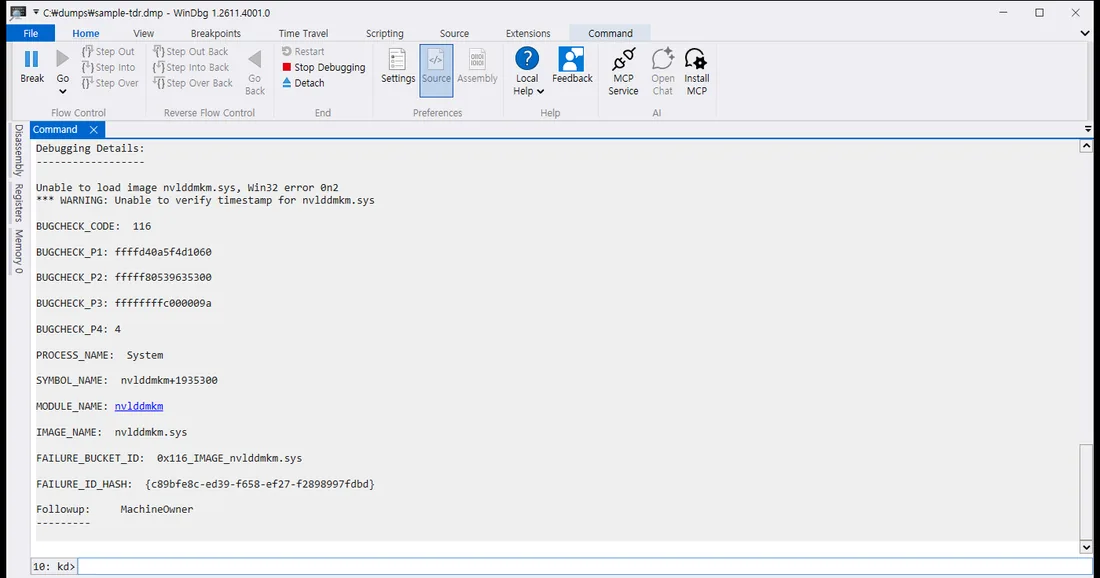 C:₩dumps₩sample-tdr.dmp - WinDbg 1.2611.4001.0
File Home View Breakpoints Time Travel Scripting Source Extensions Command
Break
Go
Step Out
Step Into
Step Over
Flow Control
Step Out Back
Step Into Back
Step Over Back
Go Back
Reverse Flow Control
Restart
Stop Debugging
Detach
End
Settings
Source
Assembly
Preferences
Local Help
Feedback
Help
MCP Service
Open Chat
Install MCP
AI
Disassembly
Registers
Memory 0
Command
Debugging Details:
------------------
Unable to load image nvlddmkm.sys, Win32 error 0n2
*** WARNING: Unable to verify timestamp for nvlddmkm.sys
BUGCHECK_CODE: 116
BUGCHECK_P1: ffffd40a5f4d1060
BUGCHECK_P2: fffff80539635300
BUGCHECK_P3: ffffffffc000009a
BUGCHECK_P4: 4
PROCESS_NAME: System
SYMBOL_NAME: nvlddmkm+1935300
MODULE_NAME: nvlddmkm
IMAGE_NAME: nvlddmkm.sys
FAILURE_BUCKET_ID: 0x116_IMAGE_nvlddmkm.sys
FAILURE_ID_HASH: {c89bfe8c-ed39-f658-ef27-f2898997fdbd}
Followup: MachineOwner
---------
10: kd>